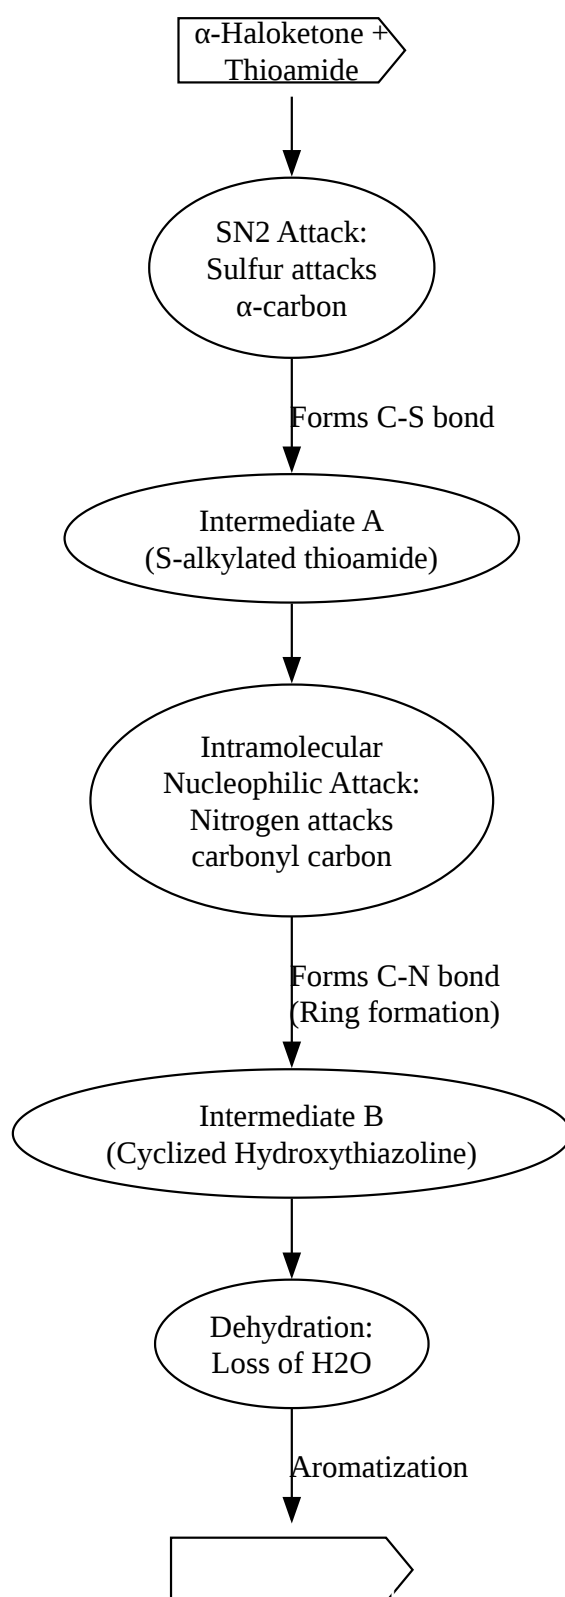 α-Haloketone +
Thioamide
SN2 Attack:
Sulfur attacks
α-carbon
Forms C-S bond
Intermediate A
(S-alkylated thioamide)
Intramolecular
Nucleophilic Attack:
Nitrogen attacks
carbonyl carbon
Forms C-N bond
(Ring formation)
Intermediate B
(Cyclized Hydroxythiazoline)
Dehydration:
Loss of H2O
Aromatization